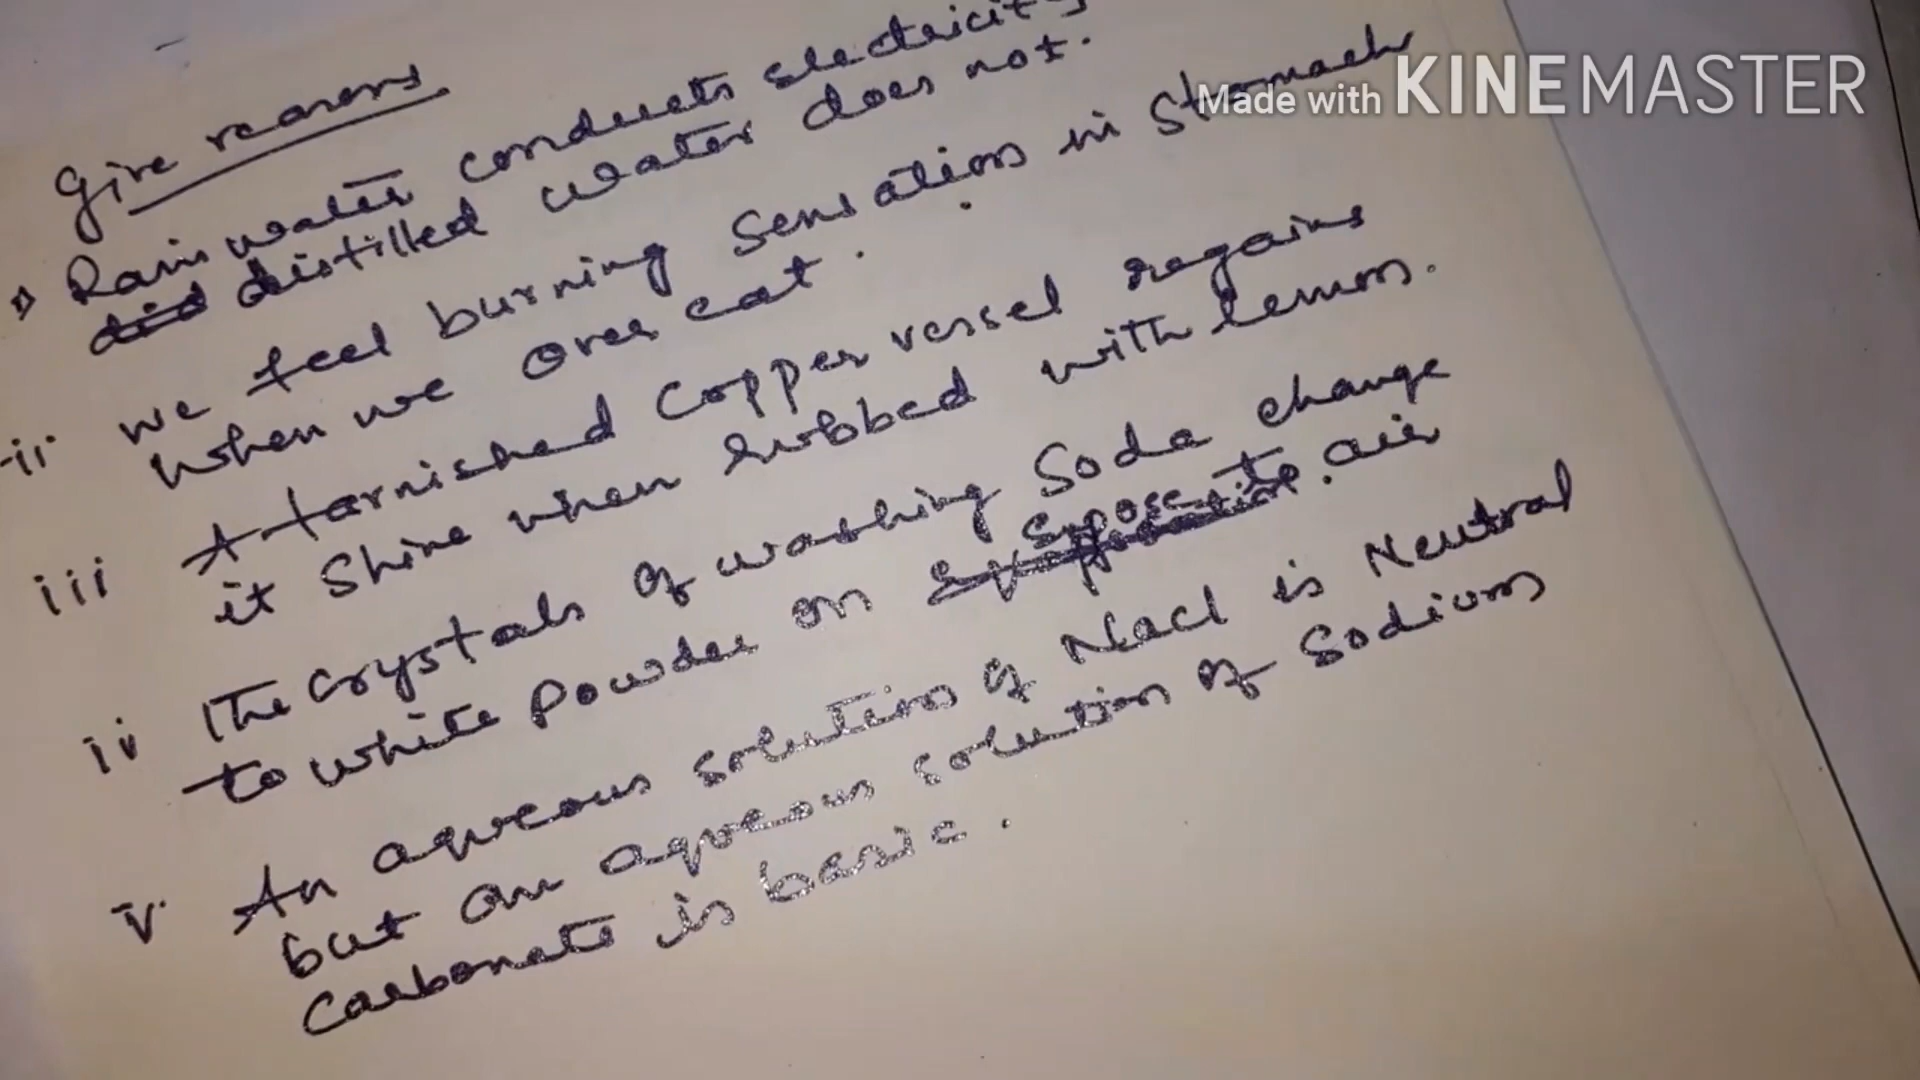 Give reasons
i) Rain water conducts electricity
did distilled water does not.
ii. we feel burning sensation in stomach
when we over eat.
iii A tarnished copper vessel regains
it shine when rubbed with lemon.
iv The crystals of washing soda change
to white powder on expose to air
v. An aqueous solution of NaCl is Neutral
but an aqueous solution of Sodium
carbonate is basic.
Made with KINEMASTER